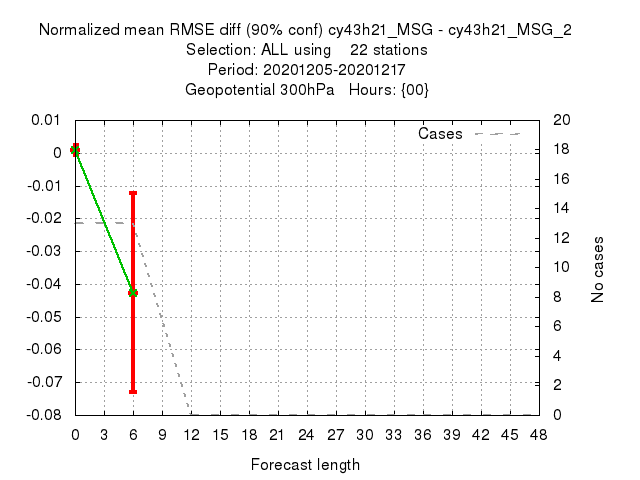 Normalized mean RMSE diff (90% conf) cy43h21_MSG - cy43h21_MSG_2
Selection: ALL using    22 stations
Period: 20201205-20201217
Geopotential 300hPa   Hours: {00}
Cases
0.01
0
-0.01
-0.02
-0.03
-0.04
-0.05
-0.06
-0.07
-0.08
20
18
16
14
12
10
8
6
4
2
0
No cases
0 3 6 9 12 15 18 21 24 27 30 33 36 39 42 45 48
Forecast length